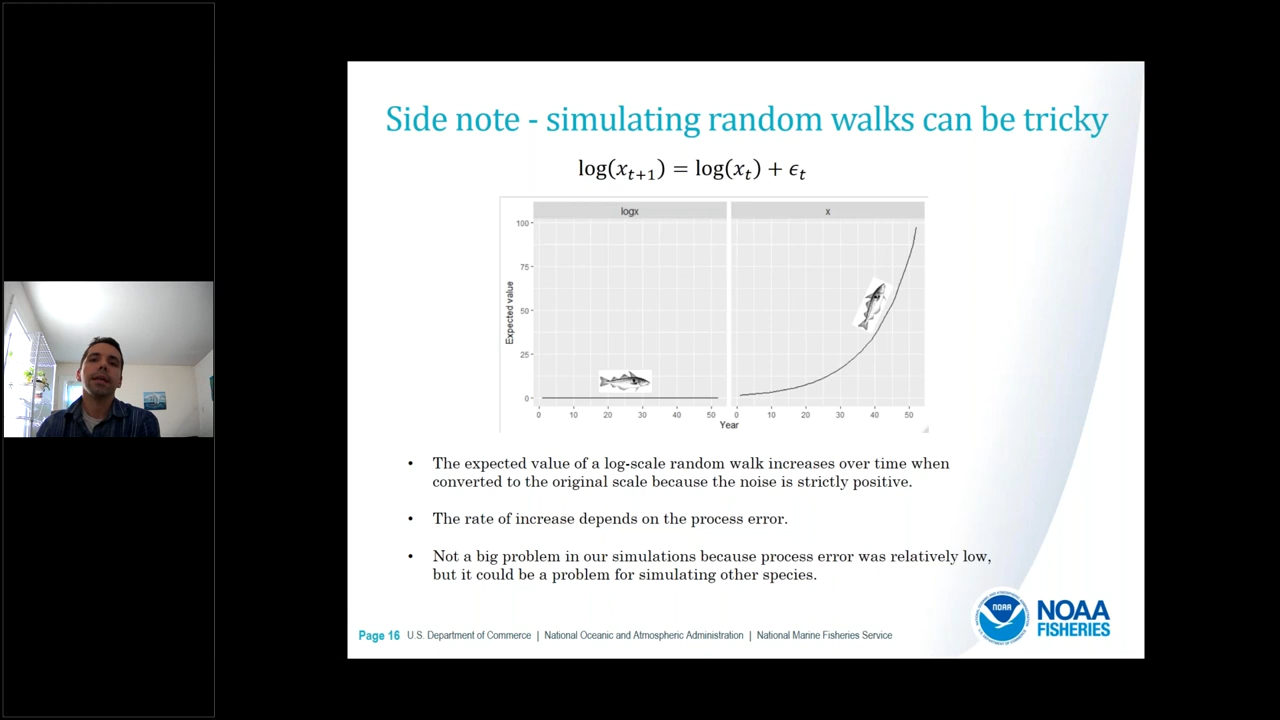 Side note - simulating random walks can be tricky
log(x_{t+1}) = log(x_t) + ϵ_t
logx x
Expected value
100
75
50
25
0
0 10 20 30 40 50 0 10 20 30 40 50
Year
• The expected value of a log-scale random walk increases over time when
converted to the original scale because the noise is strictly positive.
• The rate of increase depends on the process error.
• Not a big problem in our simulations because process error was relatively low,
but it could be a problem for simulating other species.
Page 16 U.S. Department of Commerce | National Oceanic and Atmospheric Administration | National Marine Fisheries Service
NOAA
NOAA
FISHERIES